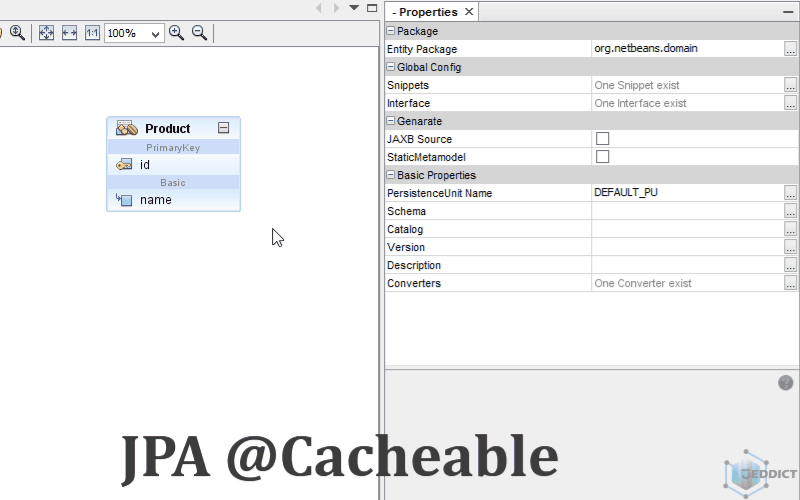 - Properties
100%
1:1
Package
Entity Package org.netbeans.domain ...
Global Config
Snippets One Snippet exist ...
Interface One Interface exist ...
Genarate
JAXB Source
StaticMetamodel
Basic Properties
PersistenceUnit Name DEFAULT_PU ...
Schema ...
Catalog ...
Version ...
Description ...
Converters One Converter exist ...
Product
PrimaryKey
id
Basic
name
?
JPA @Cacheable
JEDDICT